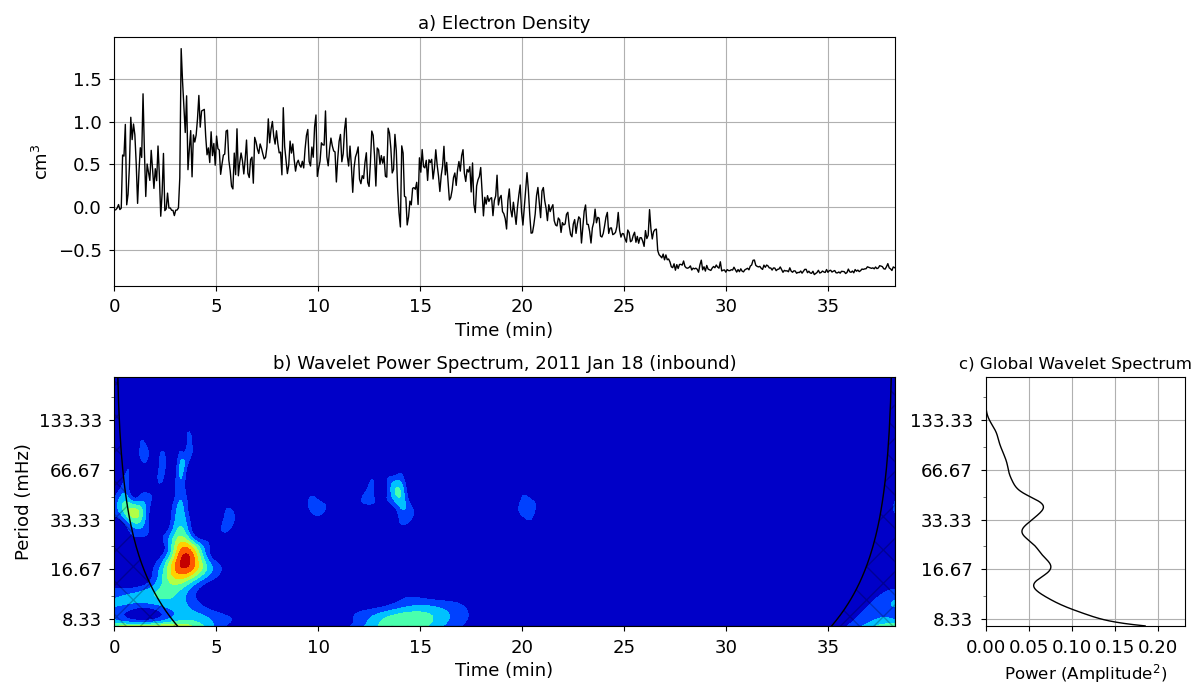 a) Electron Density
cm³
1.5
1.0
0.5
0.0
−0.5
0 5 10 15 20 25 30 35
Time (min)
b) Wavelet Power Spectrum, 2011 Jan 18 (inbound)
Period (mHz)
133.33
66.67
33.33
16.67
8.33
0 5 10 15 20 25 30 35
Time (min)
c) Global Wavelet Spectrum
133.33
66.67
33.33
16.67
8.33
0.00 0.05 0.10 0.15 0.20
Power (Amplitude²)